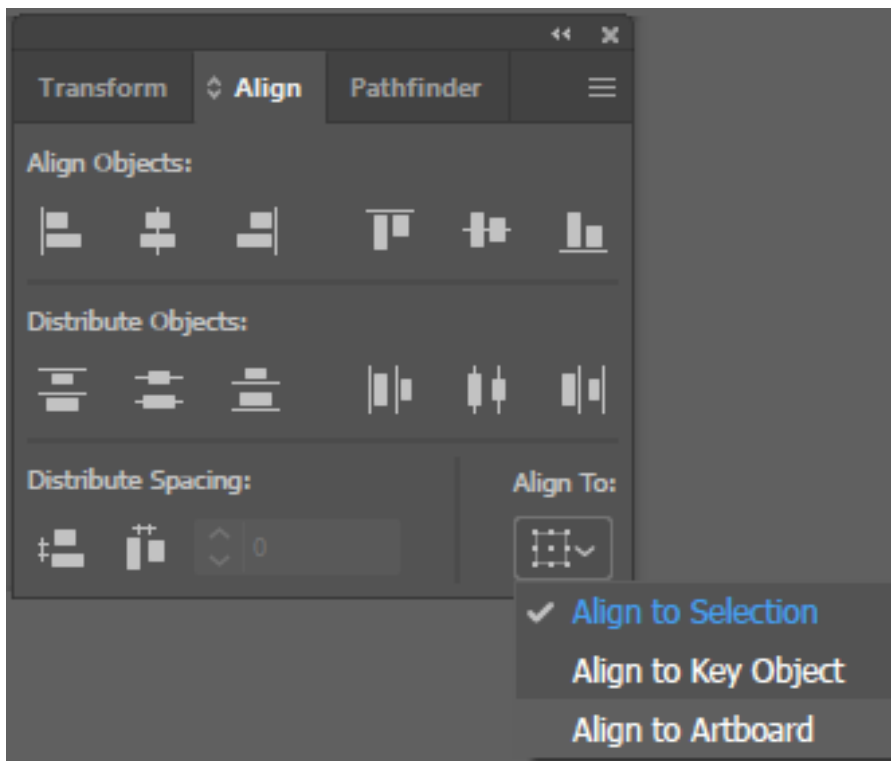 Transform Align Pathfinder
Align Objects:
Distribute Objects:
Distribute Spacing: Align To:
0
Align to Selection
Align to Key Object
Align to Artboard